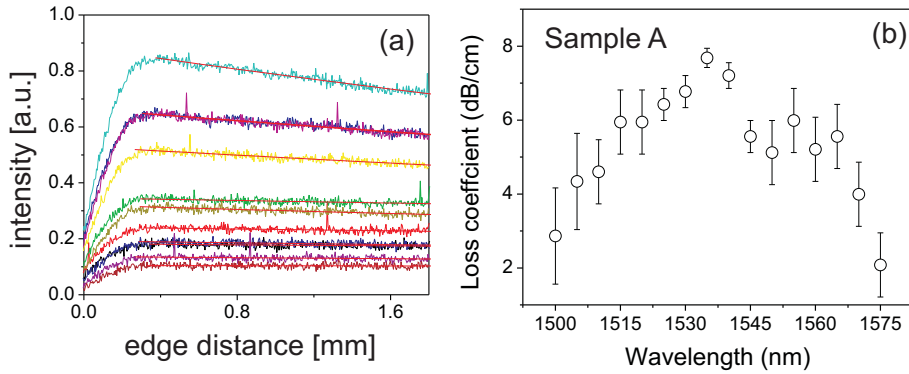 (a)
intensity [a.u.]
1.0
0.8
0.6
0.4
0.2
0.0
0.0 0.8 1.6
edge distance [mm]
Sample A
(b)
Loss coeffcient (dB/cm)
8
6
4
2
1500 1515 1530 1545 1560 1575
Wavelength (nm)